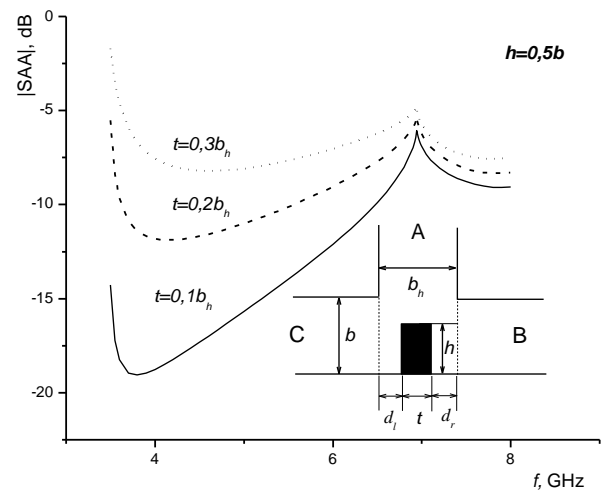 |SAA|, dB
0
-5
-10
-15
-20
4
6
8
f, GHz
h=0,5b
t=0,3b_h
t=0,2b_h
t=0,1b_h
A
b_h
C
b
h
B
d_l
t
d_r